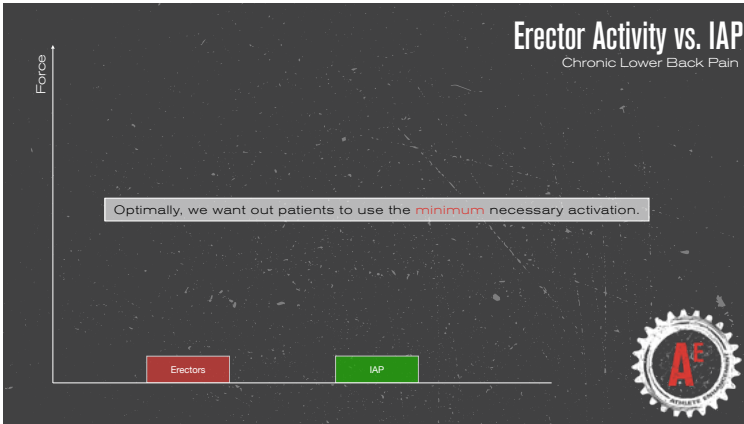 Erector Activity vs. IAP
Chronic Lower Back Pain
Force
Optimally, we want out patients to use the minimum necessary activation.
Erectors
IAP
AE
ATHLETE